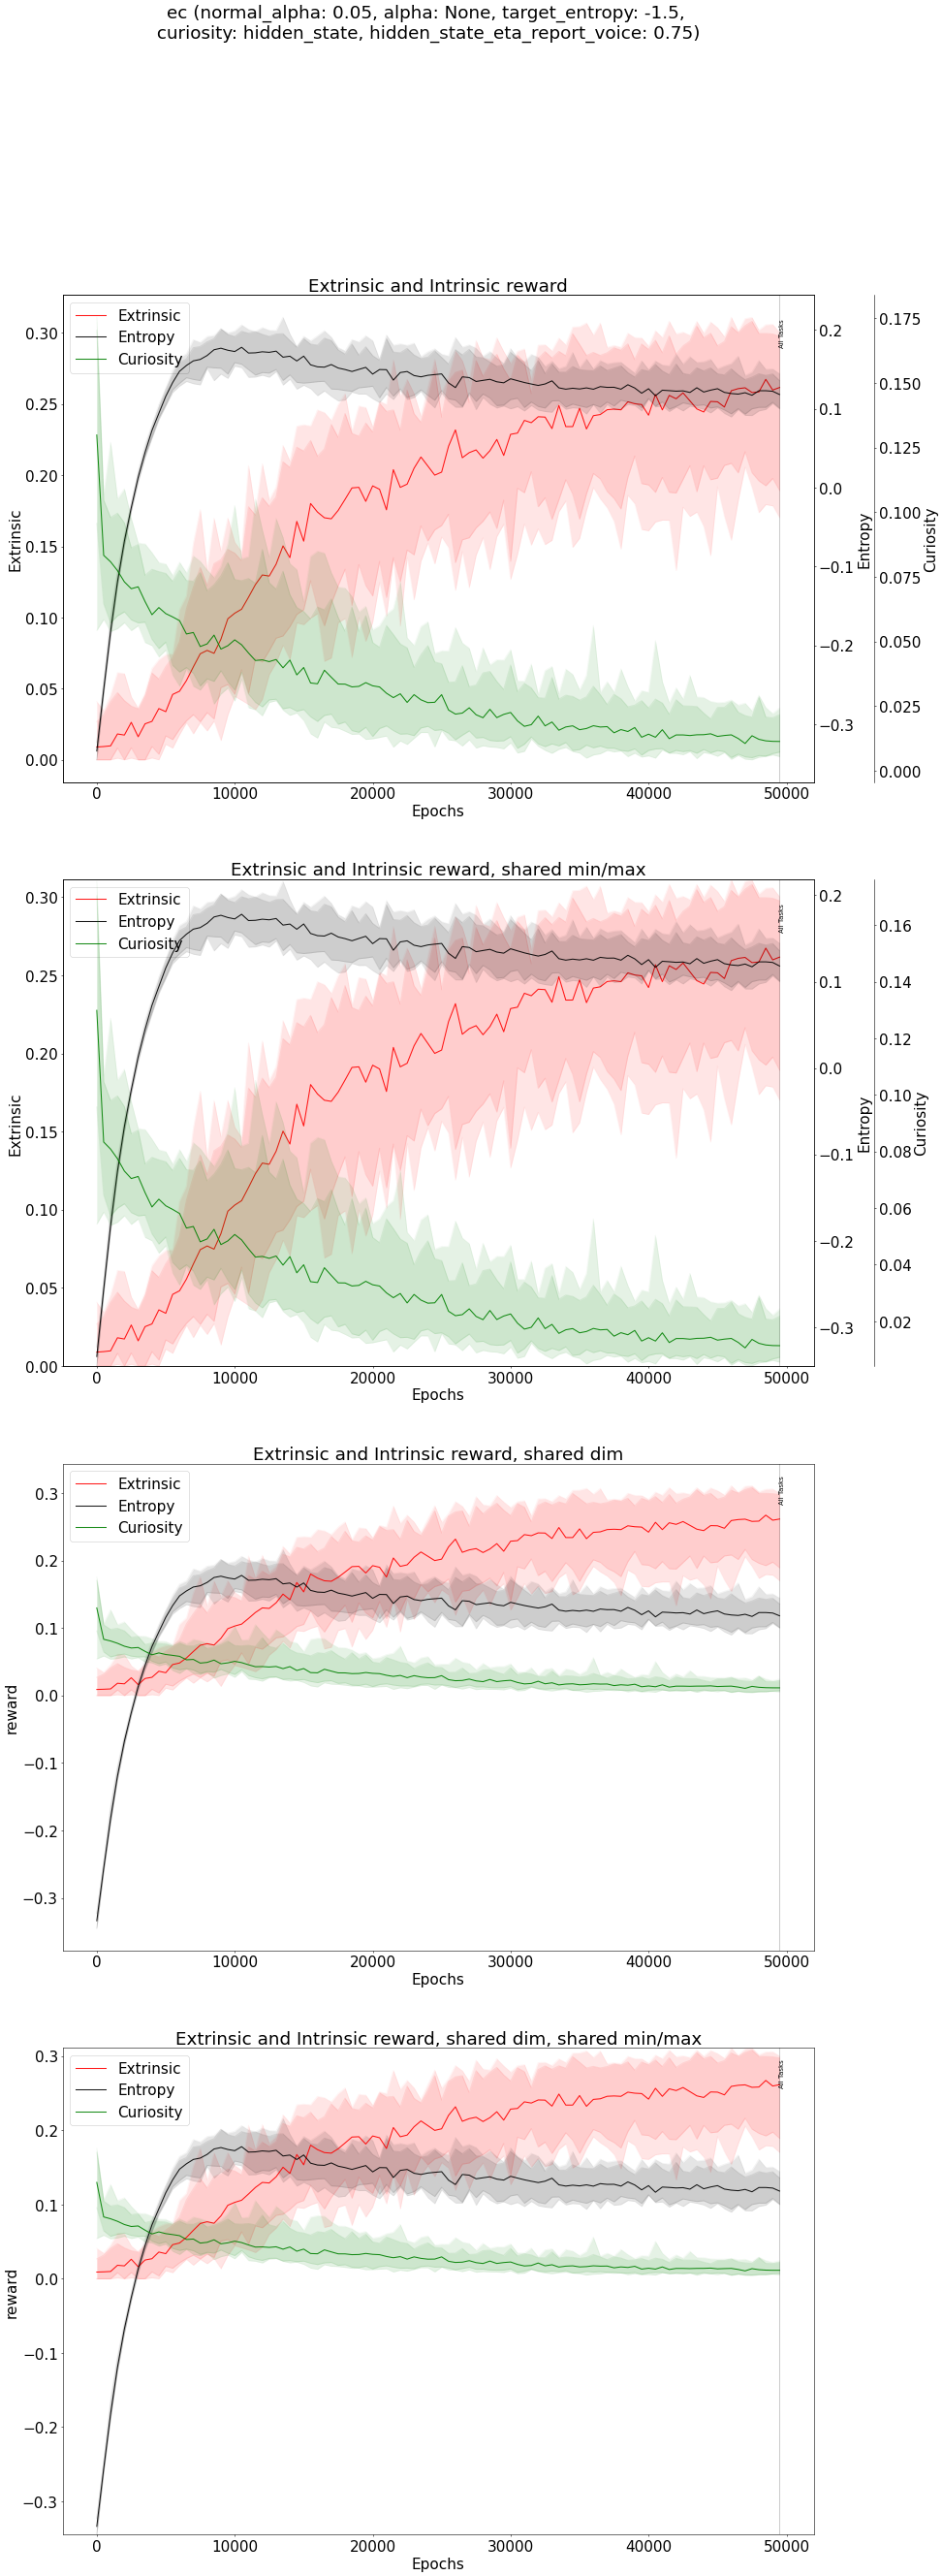 ec (normal_alpha: 0.05, alpha: None, target_entropy: -1.5,
curiosity: hidden_state, hidden_state_eta_report_voice: 0.75)
Extrinsic and Intrinsic reward
Extrinsic
Entropy
Curiosity
All Tasks
0.30
0.25
0.20
0.15
0.10
0.05
0.00
Extrinsic
0.2
0.1
0.0
−0.1
−0.2
−0.3
Entropy
0.175
0.150
0.125
0.100
0.075
0.050
0.025
0.000
Curiosity
0 10000 20000 30000 40000 50000
Epochs
Extrinsic and Intrinsic reward, shared min/max
Extrinsic
Entropy
Curiosity
All Tasks
0.30
0.25
0.20
0.15
0.10
0.05
0.00
Extrinsic
0.2
0.1
0.0
−0.1
−0.2
−0.3
Entropy
0.16
0.14
0.12
0.10
0.08
0.06
0.04
0.02
Curiosity
0 10000 20000 30000 40000 50000
Epochs
Extrinsic and Intrinsic reward, shared dim
Extrinsic
Entropy
Curiosity
All Tasks
0.3
0.2
0.1
0.0
−0.1
−0.2
−0.3
reward
0 10000 20000 30000 40000 50000
Epochs
Extrinsic and Intrinsic reward, shared dim, shared min/max
Extrinsic
Entropy
Curiosity
All Tasks
0.3
0.2
0.1
0.0
−0.1
−0.2
−0.3
reward
0 10000 20000 30000 40000 50000
Epochs